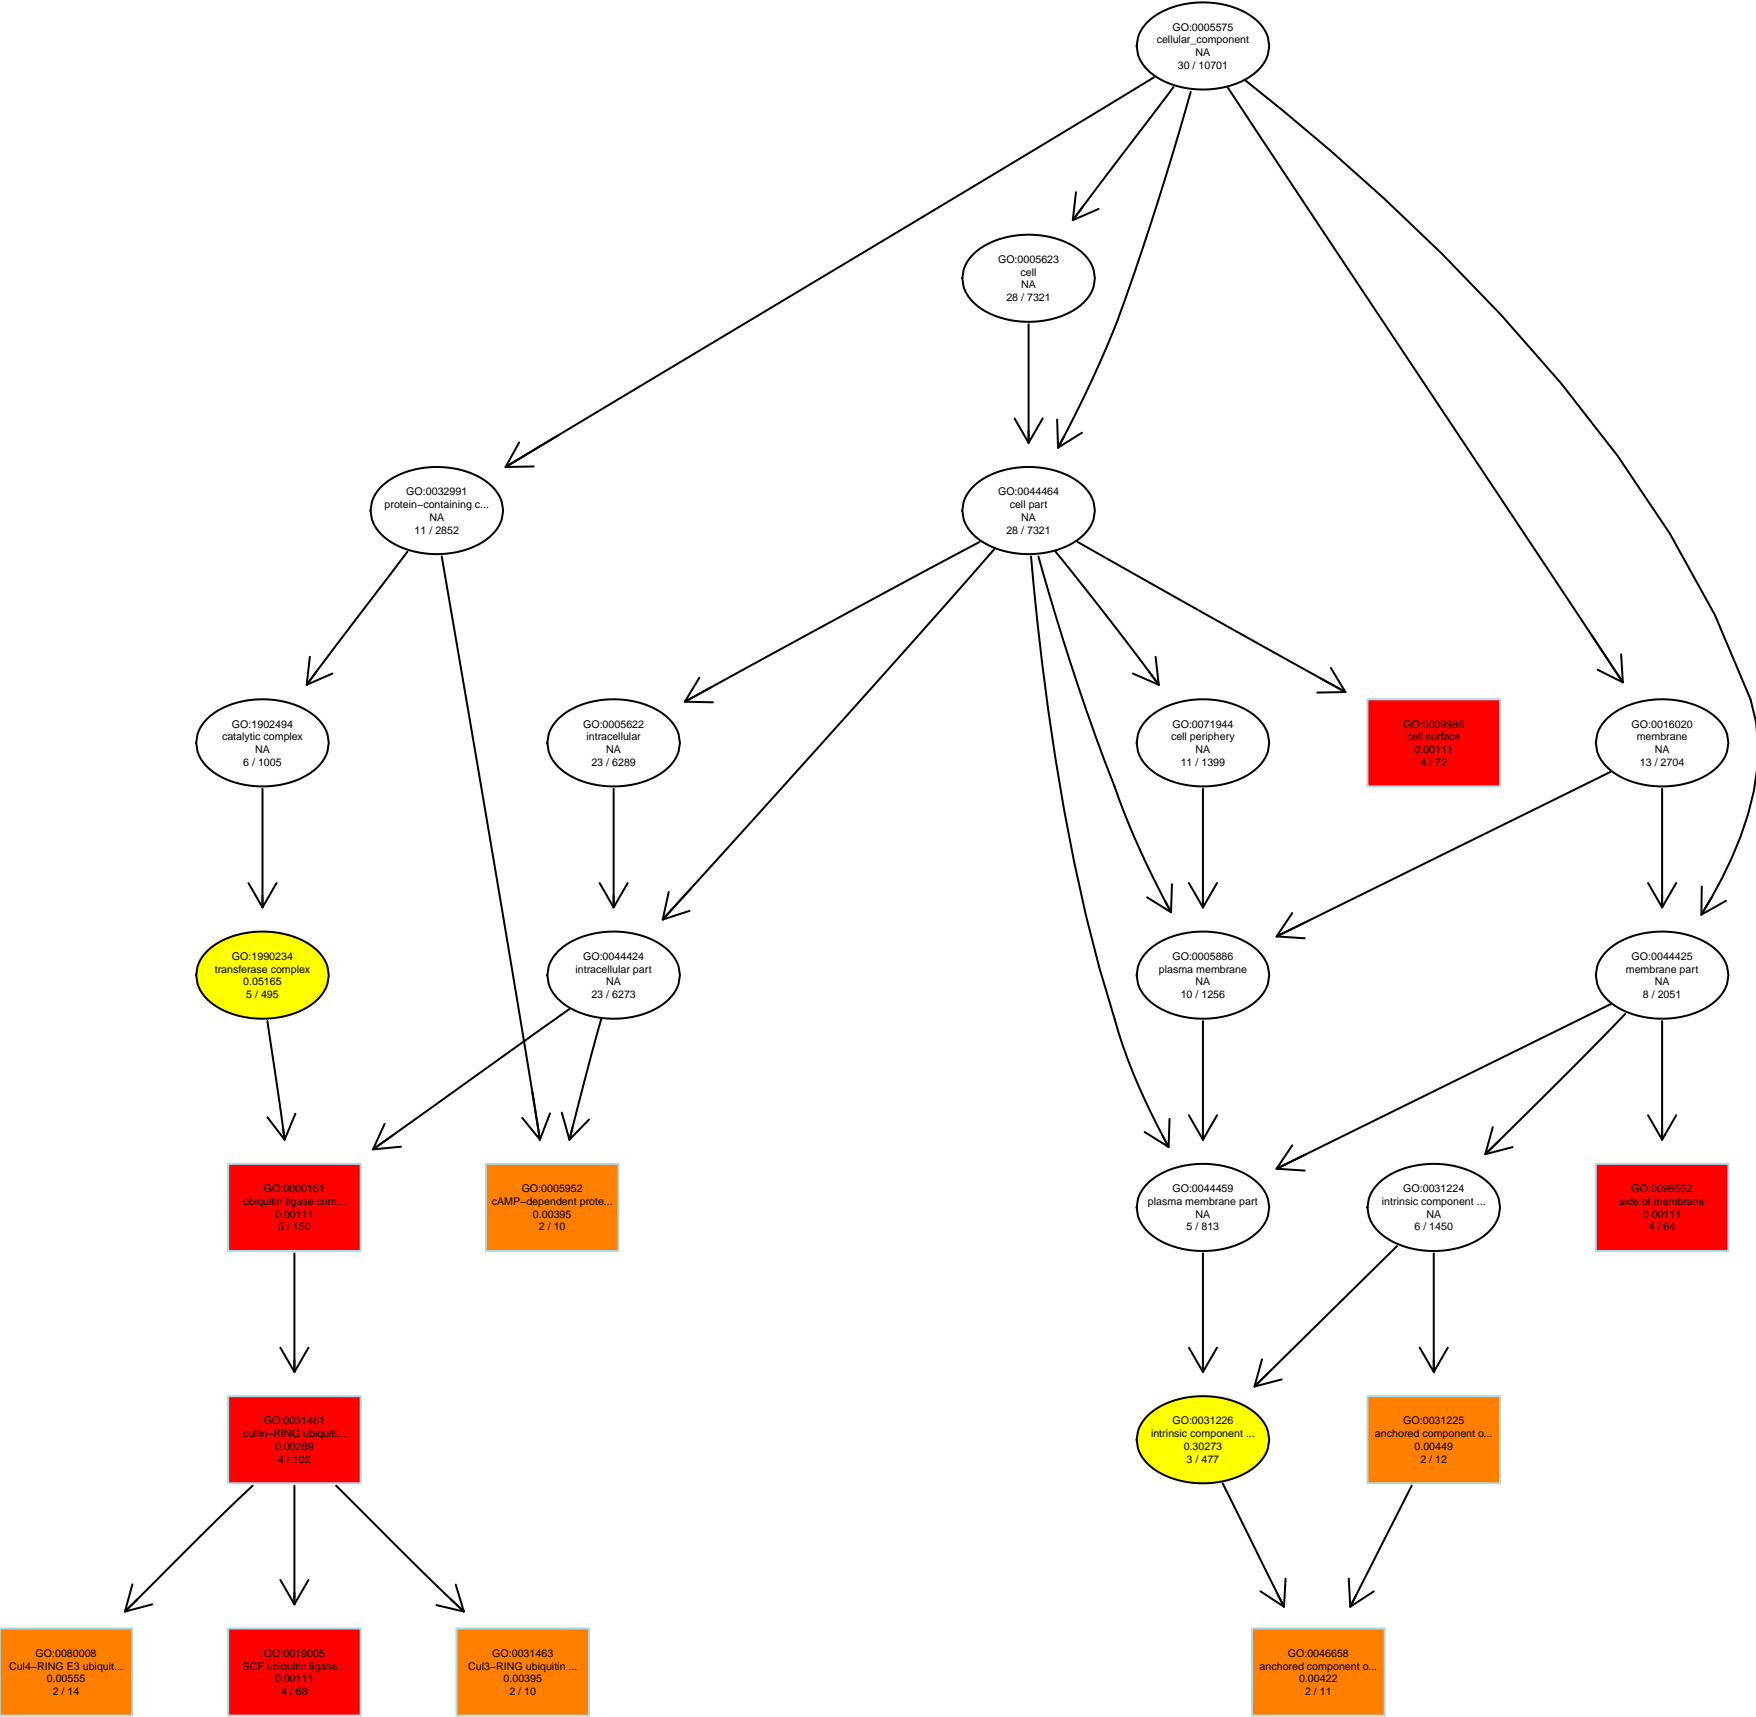 GO:0005575
cellular_component
NA
30 / 10701
GO:0005623
cell
NA
28 / 7321
GO:0032991
protein−containing c...
NA
11 / 2852
GO:0044464
cell part
NA
28 / 7321
GO:1902494
catalytic complex
NA
6 / 1005
GO:0005622
intracellular
NA
23 / 6289
GO:0071944
cell periphery
NA
11 / 1399
GO:0009986
cell surface
0.00111
4 / 72
GO:0016020
membrane
NA
13 / 2704
GO:1990234
transferase complex
0.05165
5 / 495
GO:0044424
intracellular part
NA
23 / 6273
GO:0005886
plasma membrane
NA
10 / 1256
GO:0044425
membrane part
NA
8 / 2051
GO:0000151
ubiquitin ligase com...
0.00111
5 / 150
GO:0005952
cAMP−dependent prote...
0.00395
2 / 10
GO:0044459
plasma membrane part
NA
5 / 813
GO:0031224
intrinsic component ...
NA
6 / 1450
GO:0098552
side of membrane
0.00111
4 / 64
GO:0031461
cullin−RING ubiquiti...
0.00289
4 / 102
GO:0031226
intrinsic component ...
0.30273
3 / 477
GO:0031225
anchored component o...
0.00449
2 / 12
GO:0080008
Cul4−RING E3 ubiquit...
0.00555
2 / 14
GO:0019005
SCF ubiquitin ligase...
0.00111
4 / 68
GO:0031463
Cul3−RING ubiquitin ...
0.00395
2 / 10
GO:0046658
anchored component o...
0.00422
2 / 11